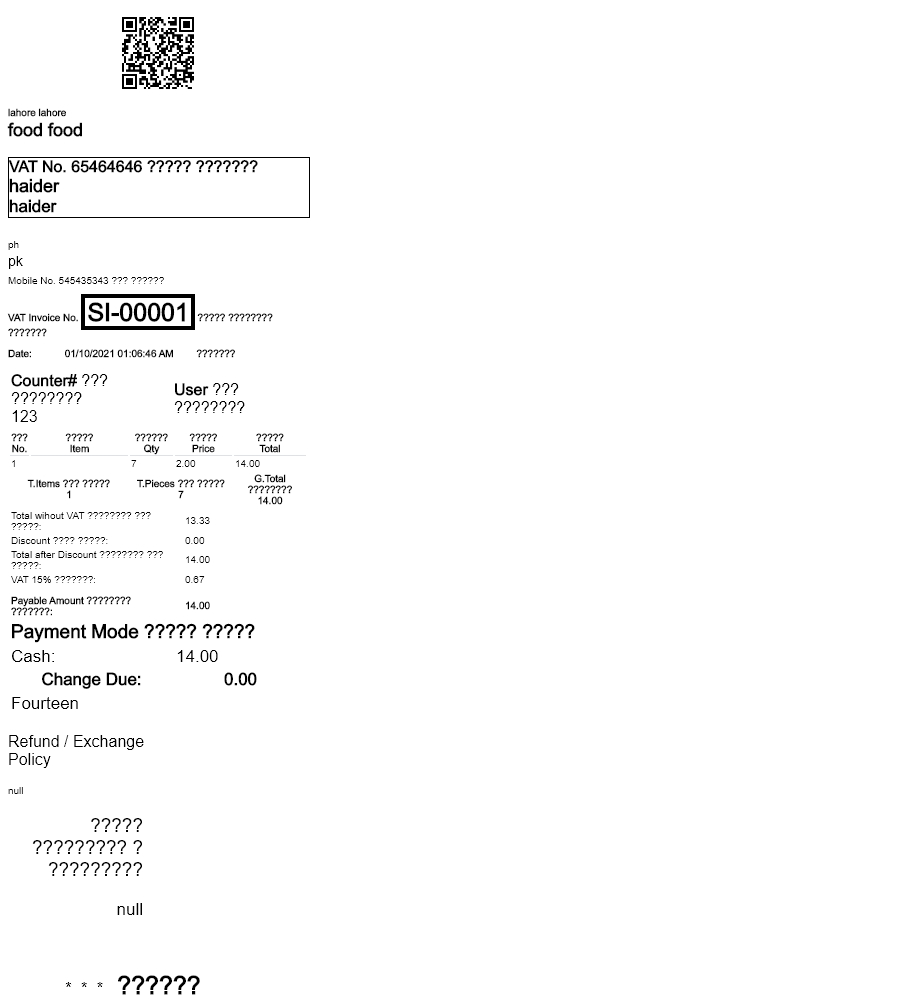 lahore lahore
food food
VAT No. 65464646 ????? ???????
haider
haider
ph
pk
Mobile No. 545435343 ??? ??????
VAT Invoice No. SI-00001 ????? ????????
???????
Date: 01/10/2021 01:06:46 AM ???????
Counter# ???
????????
123
User ???
????????
??? ????? ?????? ????? ?????
No. Item Qty Price Total
1 7 2.00 14.00
T.Items ??? ?????
1
T.Pieces ??? ?????
7
G.Total
????????
14.00
Total wihout VAT ???????? ???
?????:
13.33
Discount ???? ?????: 0.00
Total after Discount ???????? ???
?????:
14.00
VAT 15% ???????: 0.67
Payable Amount ????????
???????:
14.00
Payment Mode ????? ?????
Cash: 14.00
Change Due: 0.00
Fourteen
Refund / Exchange
Policy
null
?????
????????? ?
?????????
null
* * * ??????